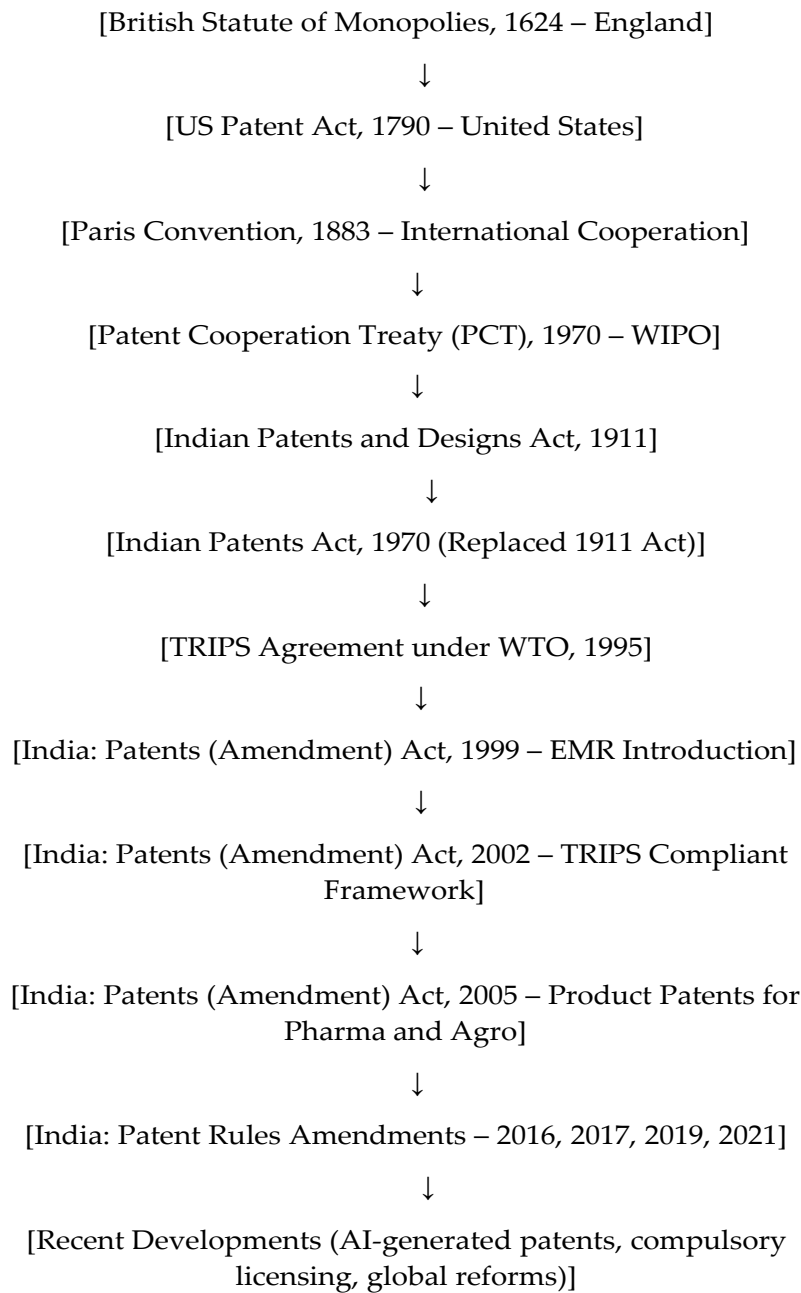 [British Statute of Monopolies, 1624 – England]
↓
[US Patent Act, 1790 – United States]
↓
[Paris Convention, 1883 – International Cooperation]
↓
[Patent Cooperation Treaty (PCT), 1970 – WIPO]
↓
[Indian Patents and Designs Act, 1911]
↓
[Indian Patents Act, 1970 (Replaced 1911 Act)]
↓
[TRIPS Agreement under WTO, 1995]
↓
[India: Patents (Amendment) Act, 1999 – EMR Introduction]
↓
[India: Patents (Amendment) Act, 2002 – TRIPS Compliant
Framework]
↓
[India: Patents (Amendment) Act, 2005 – Product Patents for
Pharma and Agro]
↓
[India: Patent Rules Amendments – 2016, 2017, 2019, 2021]
↓
[Recent Developments (AI-generated patents, compulsory
licensing, global reforms)]